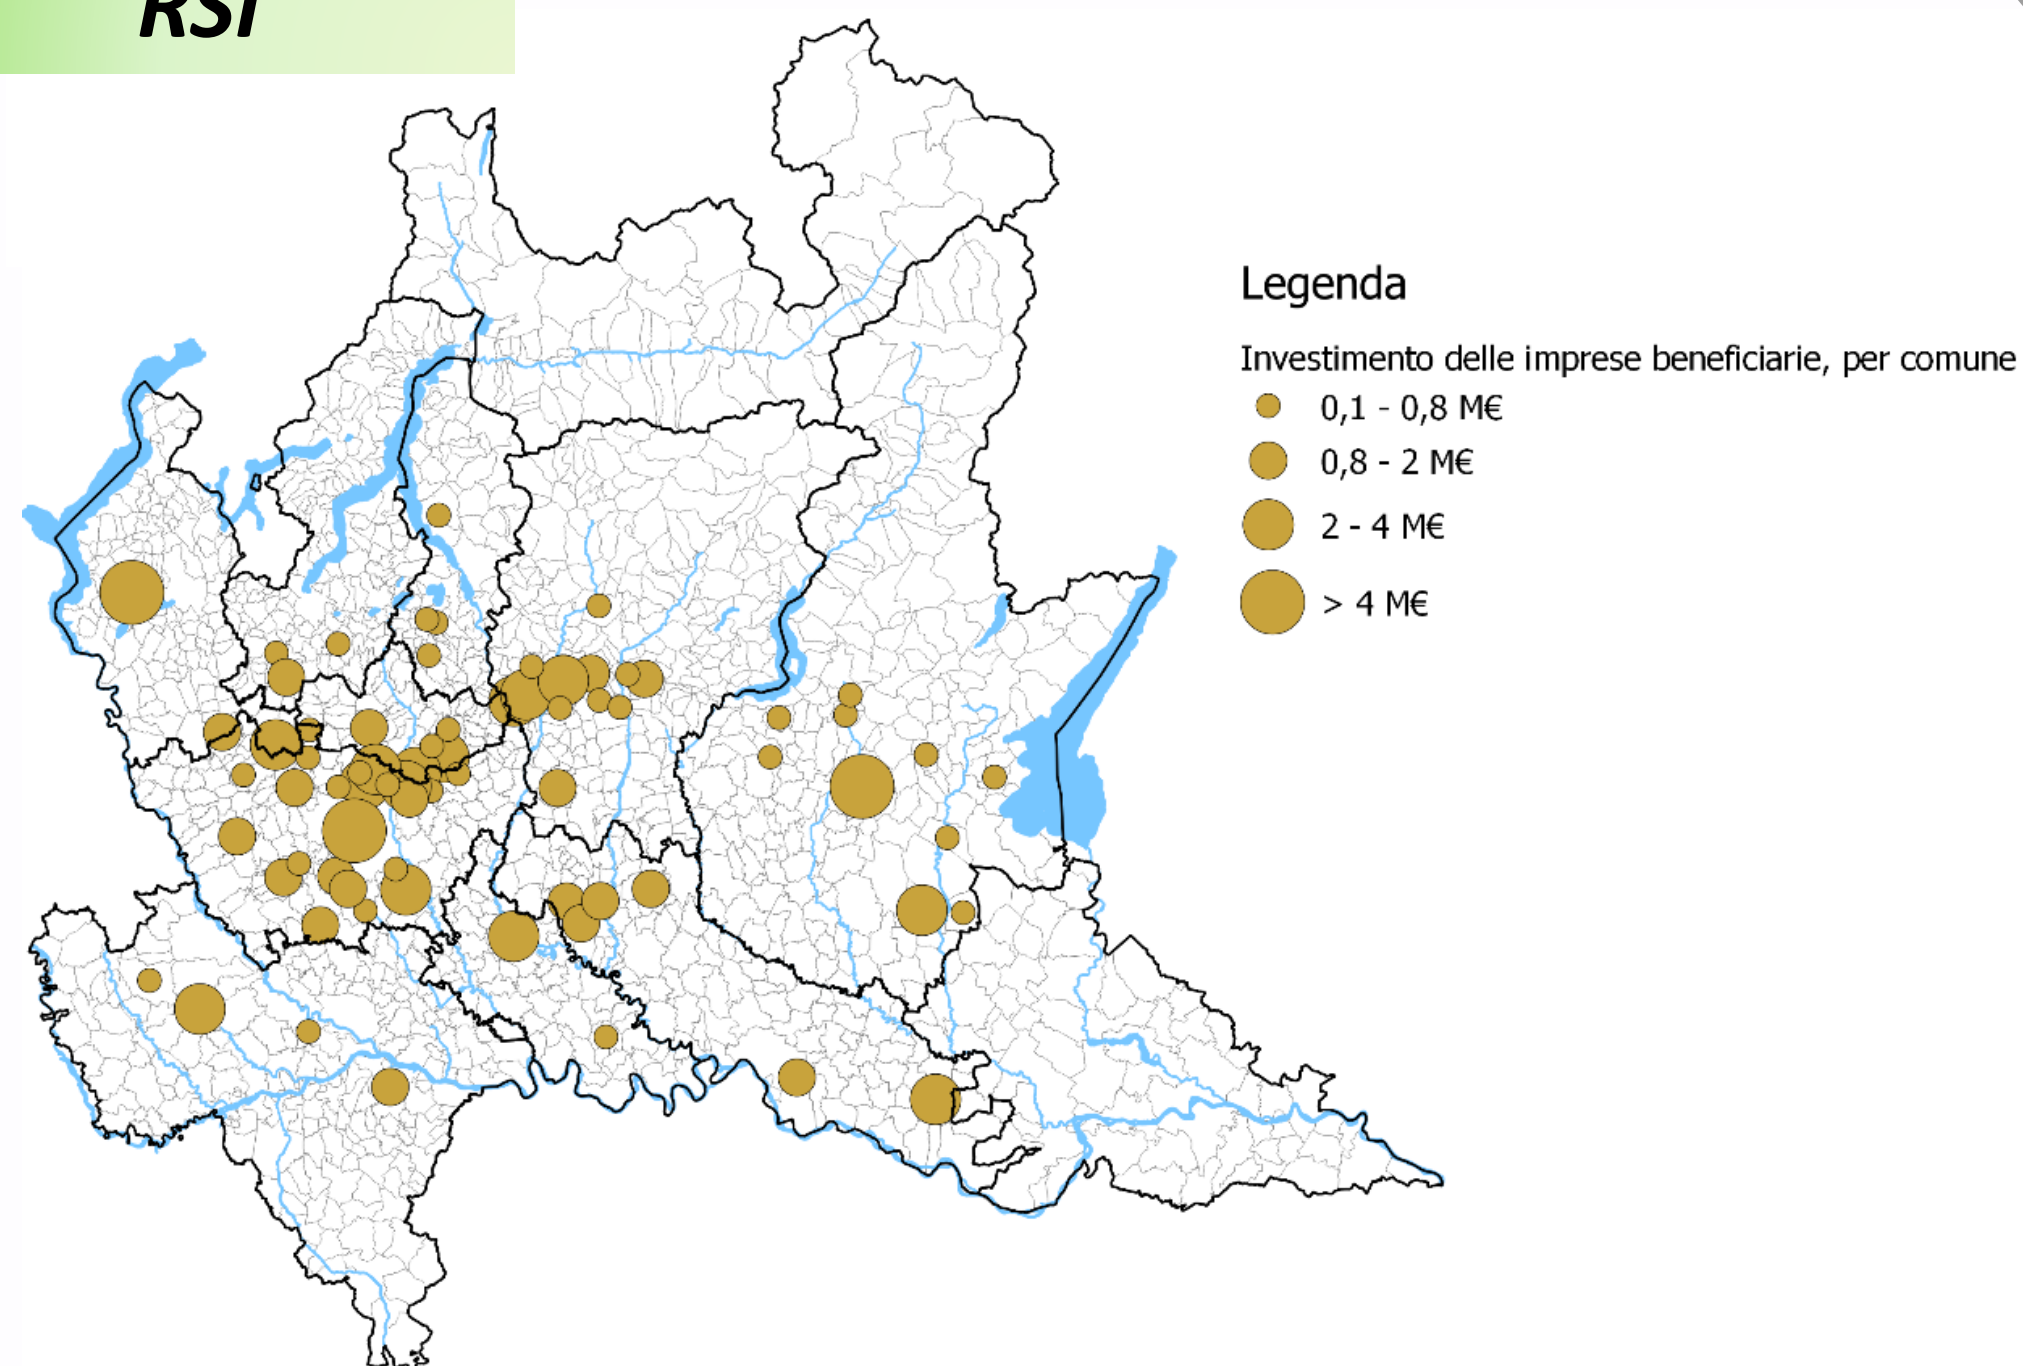 RSI
Legenda
Investimento delle imprese beneficiarie, per comune
0,1 - 0,8 M€
0,8 - 2 M€
2 - 4 M€
> 4 M€